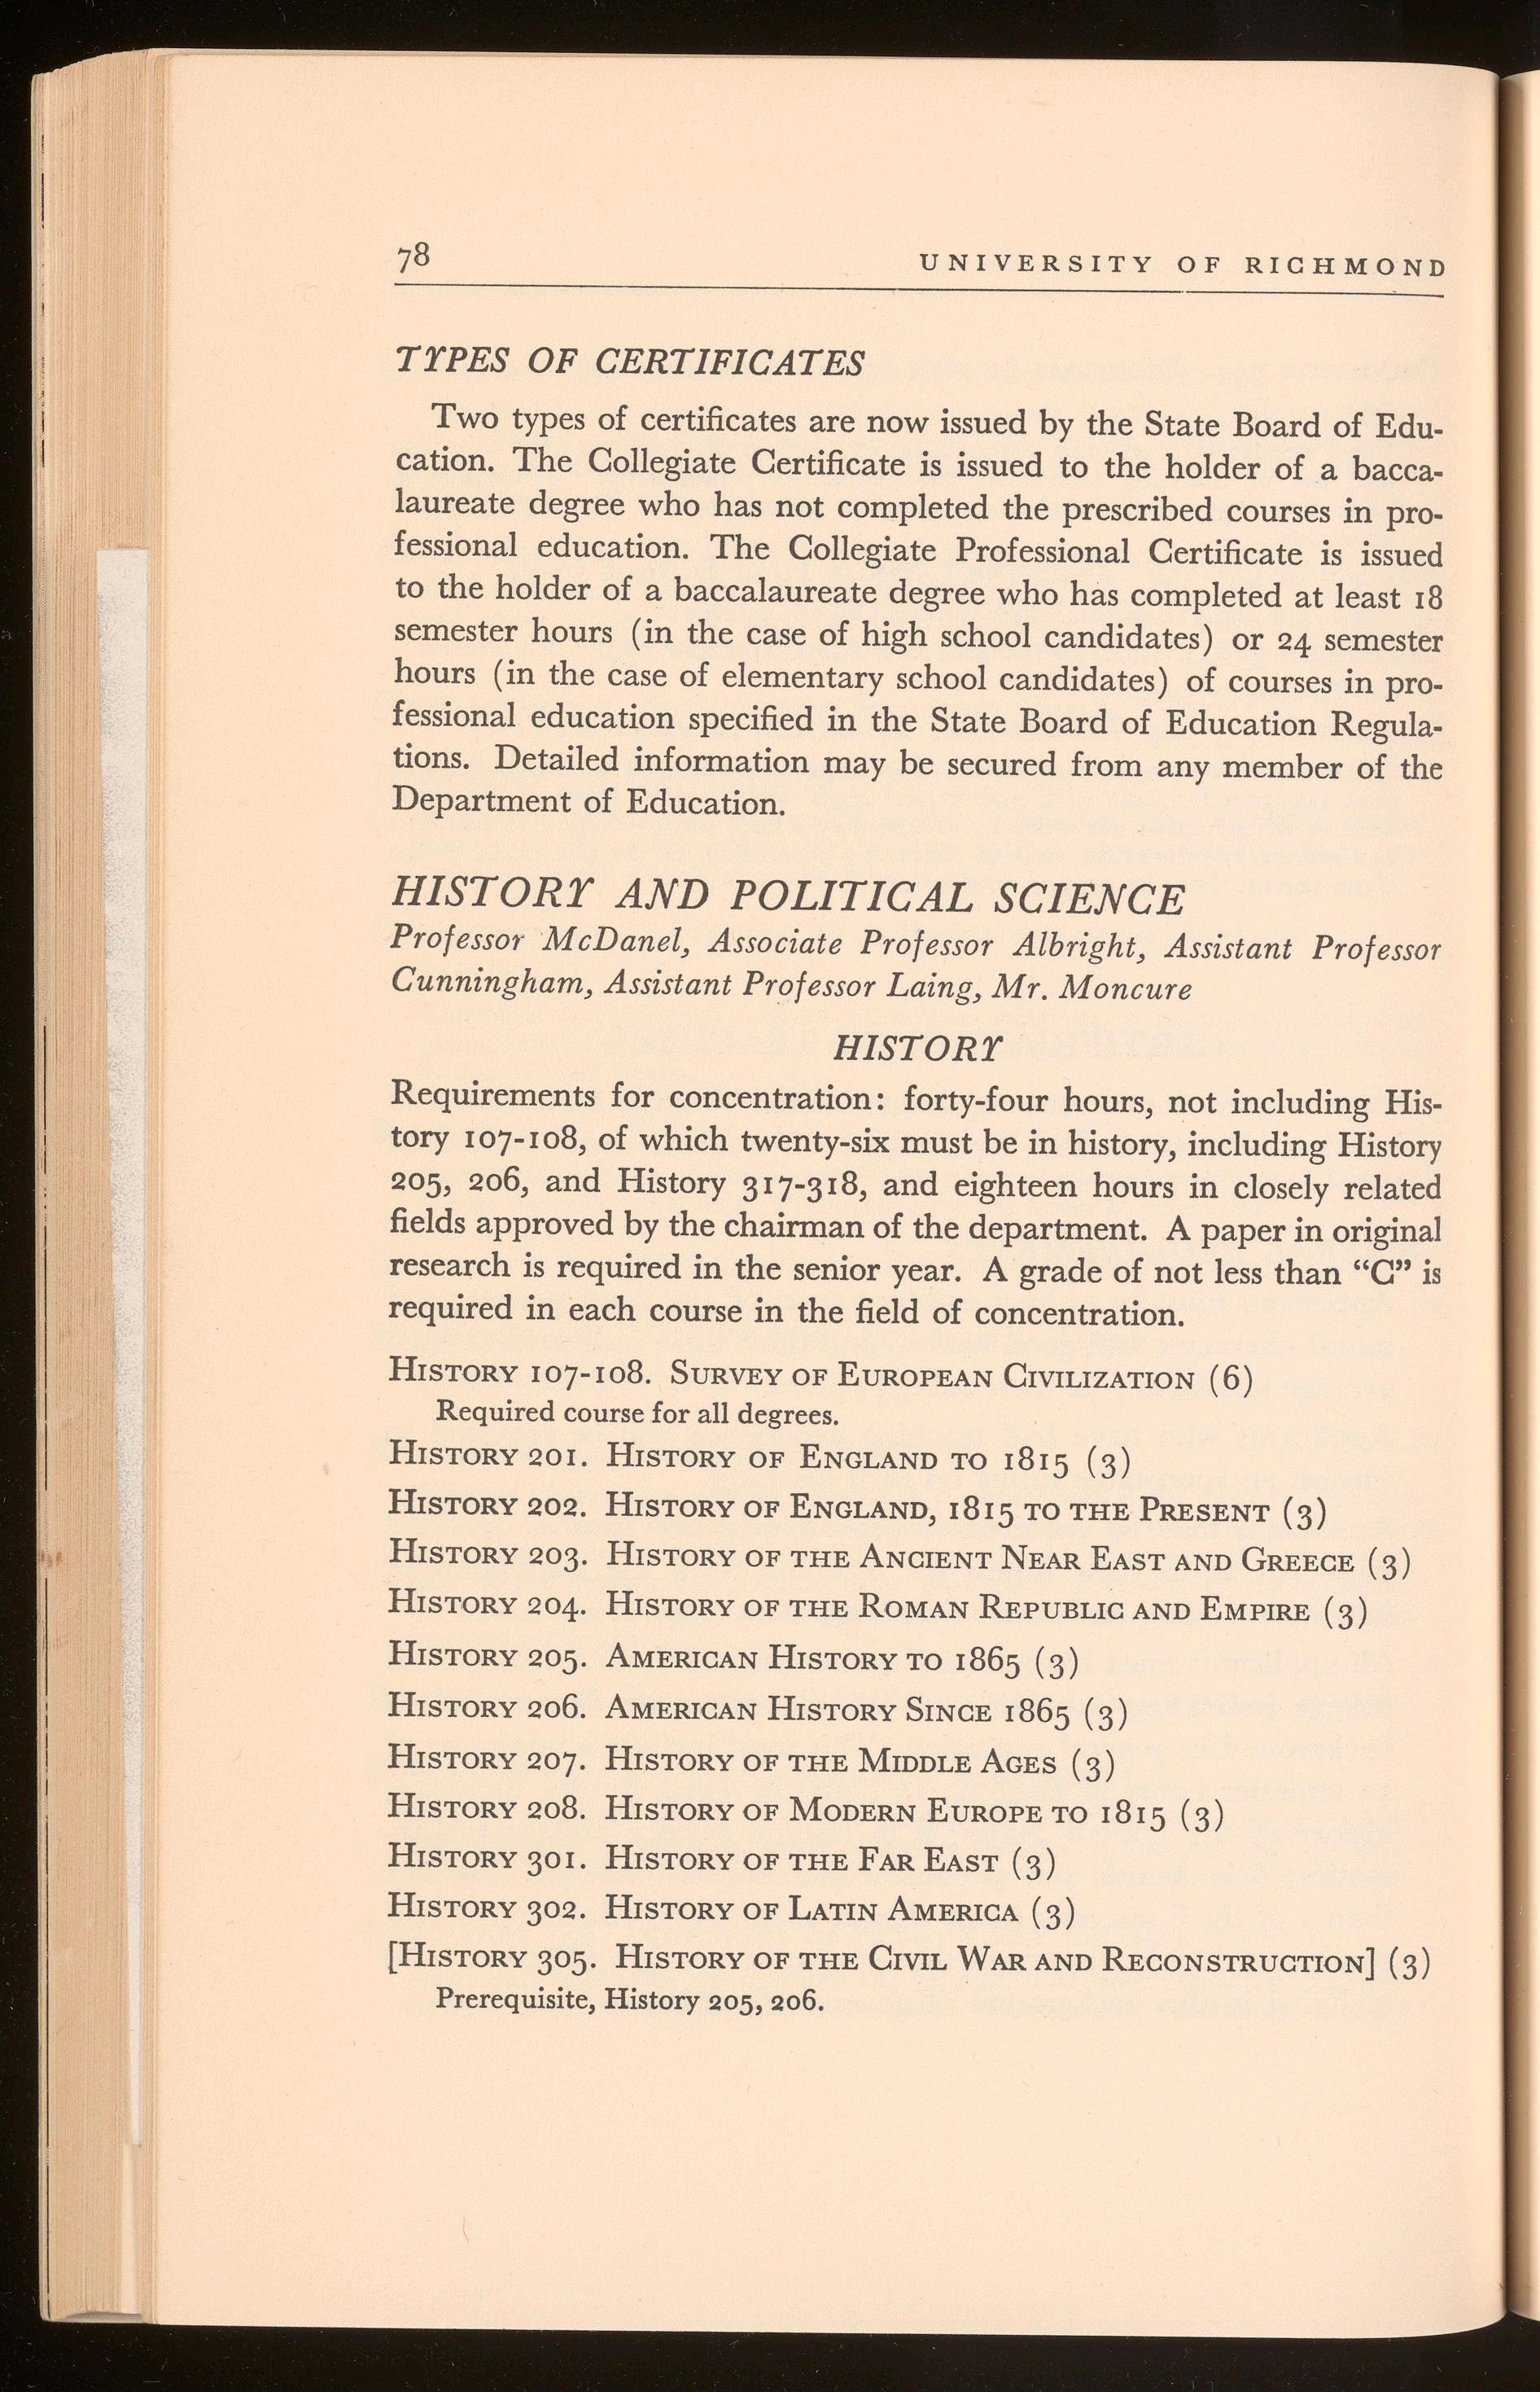 78 UNIVERSITY OF RICHMOND
TYPES OF CERTIFICATES
Two types of certificates are now issued by the State Board of Edu-
cation. The Collegiate Certificate is issued to the holder of a bacca-
laureate degree who has not completed the prescribed courses in pro-
fessional education. The Collegiate Professional Certificate is issued
to the holder of a baccalaureate degree who has completed at least 18
semester hours (in the case of high school candidates) or 24 semester
hours (in the case of elementary school candidates) of courses in pro-
fessional education specified in the State Board of Education Regula-
tions. Detailed information may be secured from any member of the
Department of Education.
HISTORY AND POLITICAL SCIENCE
Professor McDanel, Associate Professor Albright, Assistant Professor
Cunningham, Assistant Professor Laing, Mr. Moncure
HISTORY
Requirements for concentration: forty-four hours, not including His-
tory 107-108, of which twenty-six must be in history, including History
205, 206, and History 317-318, and eighteen hours in closely related
fields approved by the chairman of the department. A paper in original
research is required in the senior year. A grade of not less than “C” is
required in each course in the field of concentration.
HISTORY 107-108. SURVEY OF EUROPEAN CIVILIZATION (6)
Required course for all degrees.
HISTORY 201. HISTORY OF ENGLAND TO 1815 (3)
HISTORY 202. HISTORY OF ENGLAND, 1815 TO THE PRESENT (3)
HISTORY 203. HISTORY OF THE ANCIENT NEAR EAST AND GREECE (3)
HISTORY 204. HISTORY OF THE ROMAN REPUBLIC AND EMPIRE (3)
HISTORY 205. AMERICAN HISTORY TO 1865 (3)
HISTORY 206. AMERICAN HISTORY SINCE 1865 (3)
HISTORY 207. HISTORY OF THE MIDDLE AGES (3)
HISTORY 208. HISTORY OF MODERN EUROPE TO 1815 (3)
HISTORY 301. HISTORY OF THE FAR EAST (3)
HISTORY 302. HISTORY OF LATIN AMERICA (3)
[HISTORY 305. HISTORY OF THE CIVIL WAR AND RECONSTRUCTION] (3)
Prerequisite, History 205, 206.